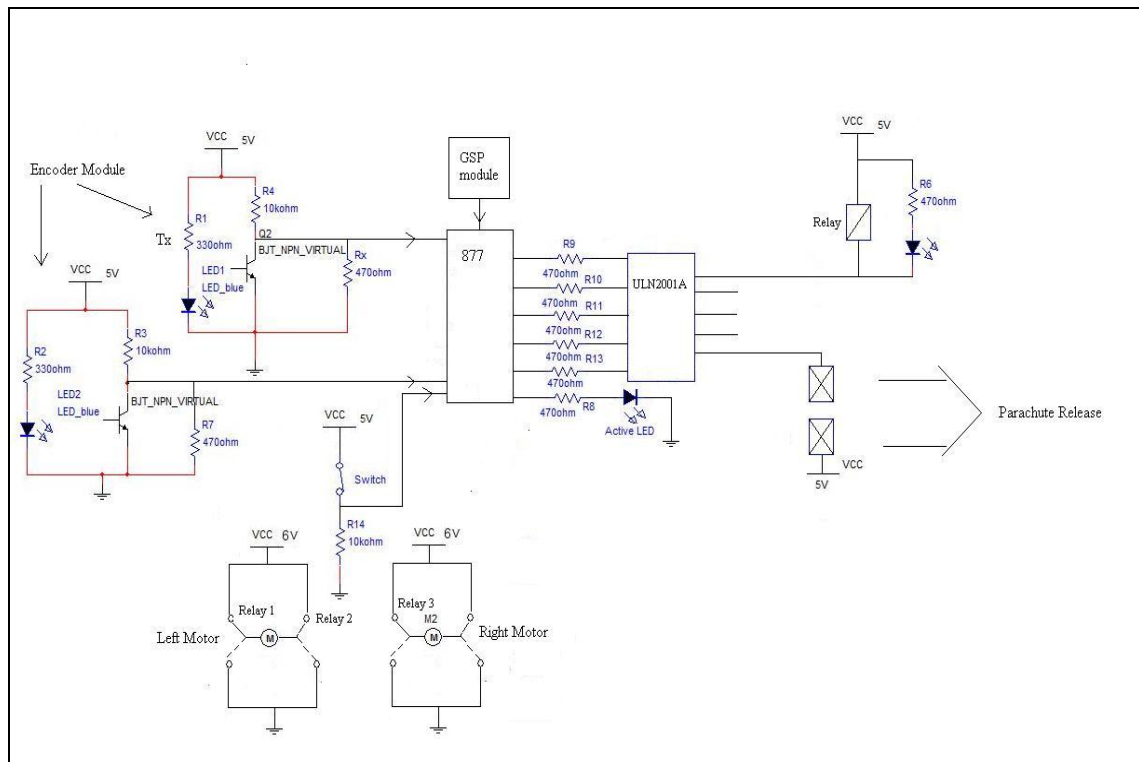 VCC 5V
Encoder Module
R4
10kohm
R1
330ohm
Tx
Q2
BJT_NPN_VIRTUAL
LED1
LED_blue
Rx
470ohm
GSP
module
877
VCC 5V
R3
10kohm
R2
330ohm
LED2
LED_blue
BJT_NPN_VIRTUAL
R7
470ohm
R9
470ohm
R10
470ohm
R11
470ohm
R12
470ohm
R13
470ohm
R8
470ohm
Active LED
ULN2001A
VCC 5V
R6
470ohm
Relay
VCC
5V
Parachute Release
VCC
5V
Switch
R14
10kohm
VCC 6V
Relay 1
Relay 2
Left Motor
M
VCC 6V
Relay 3
M2
M
Right Motor